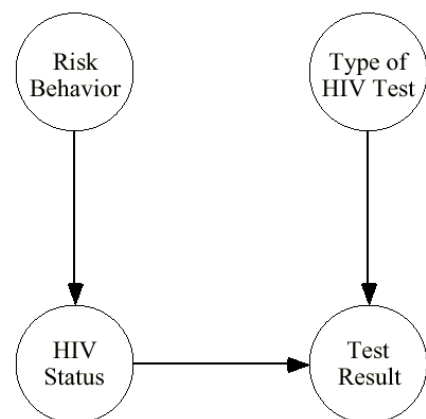 Risk
Behavior
Type of
HIV Test
HIV
Status
Test
Result